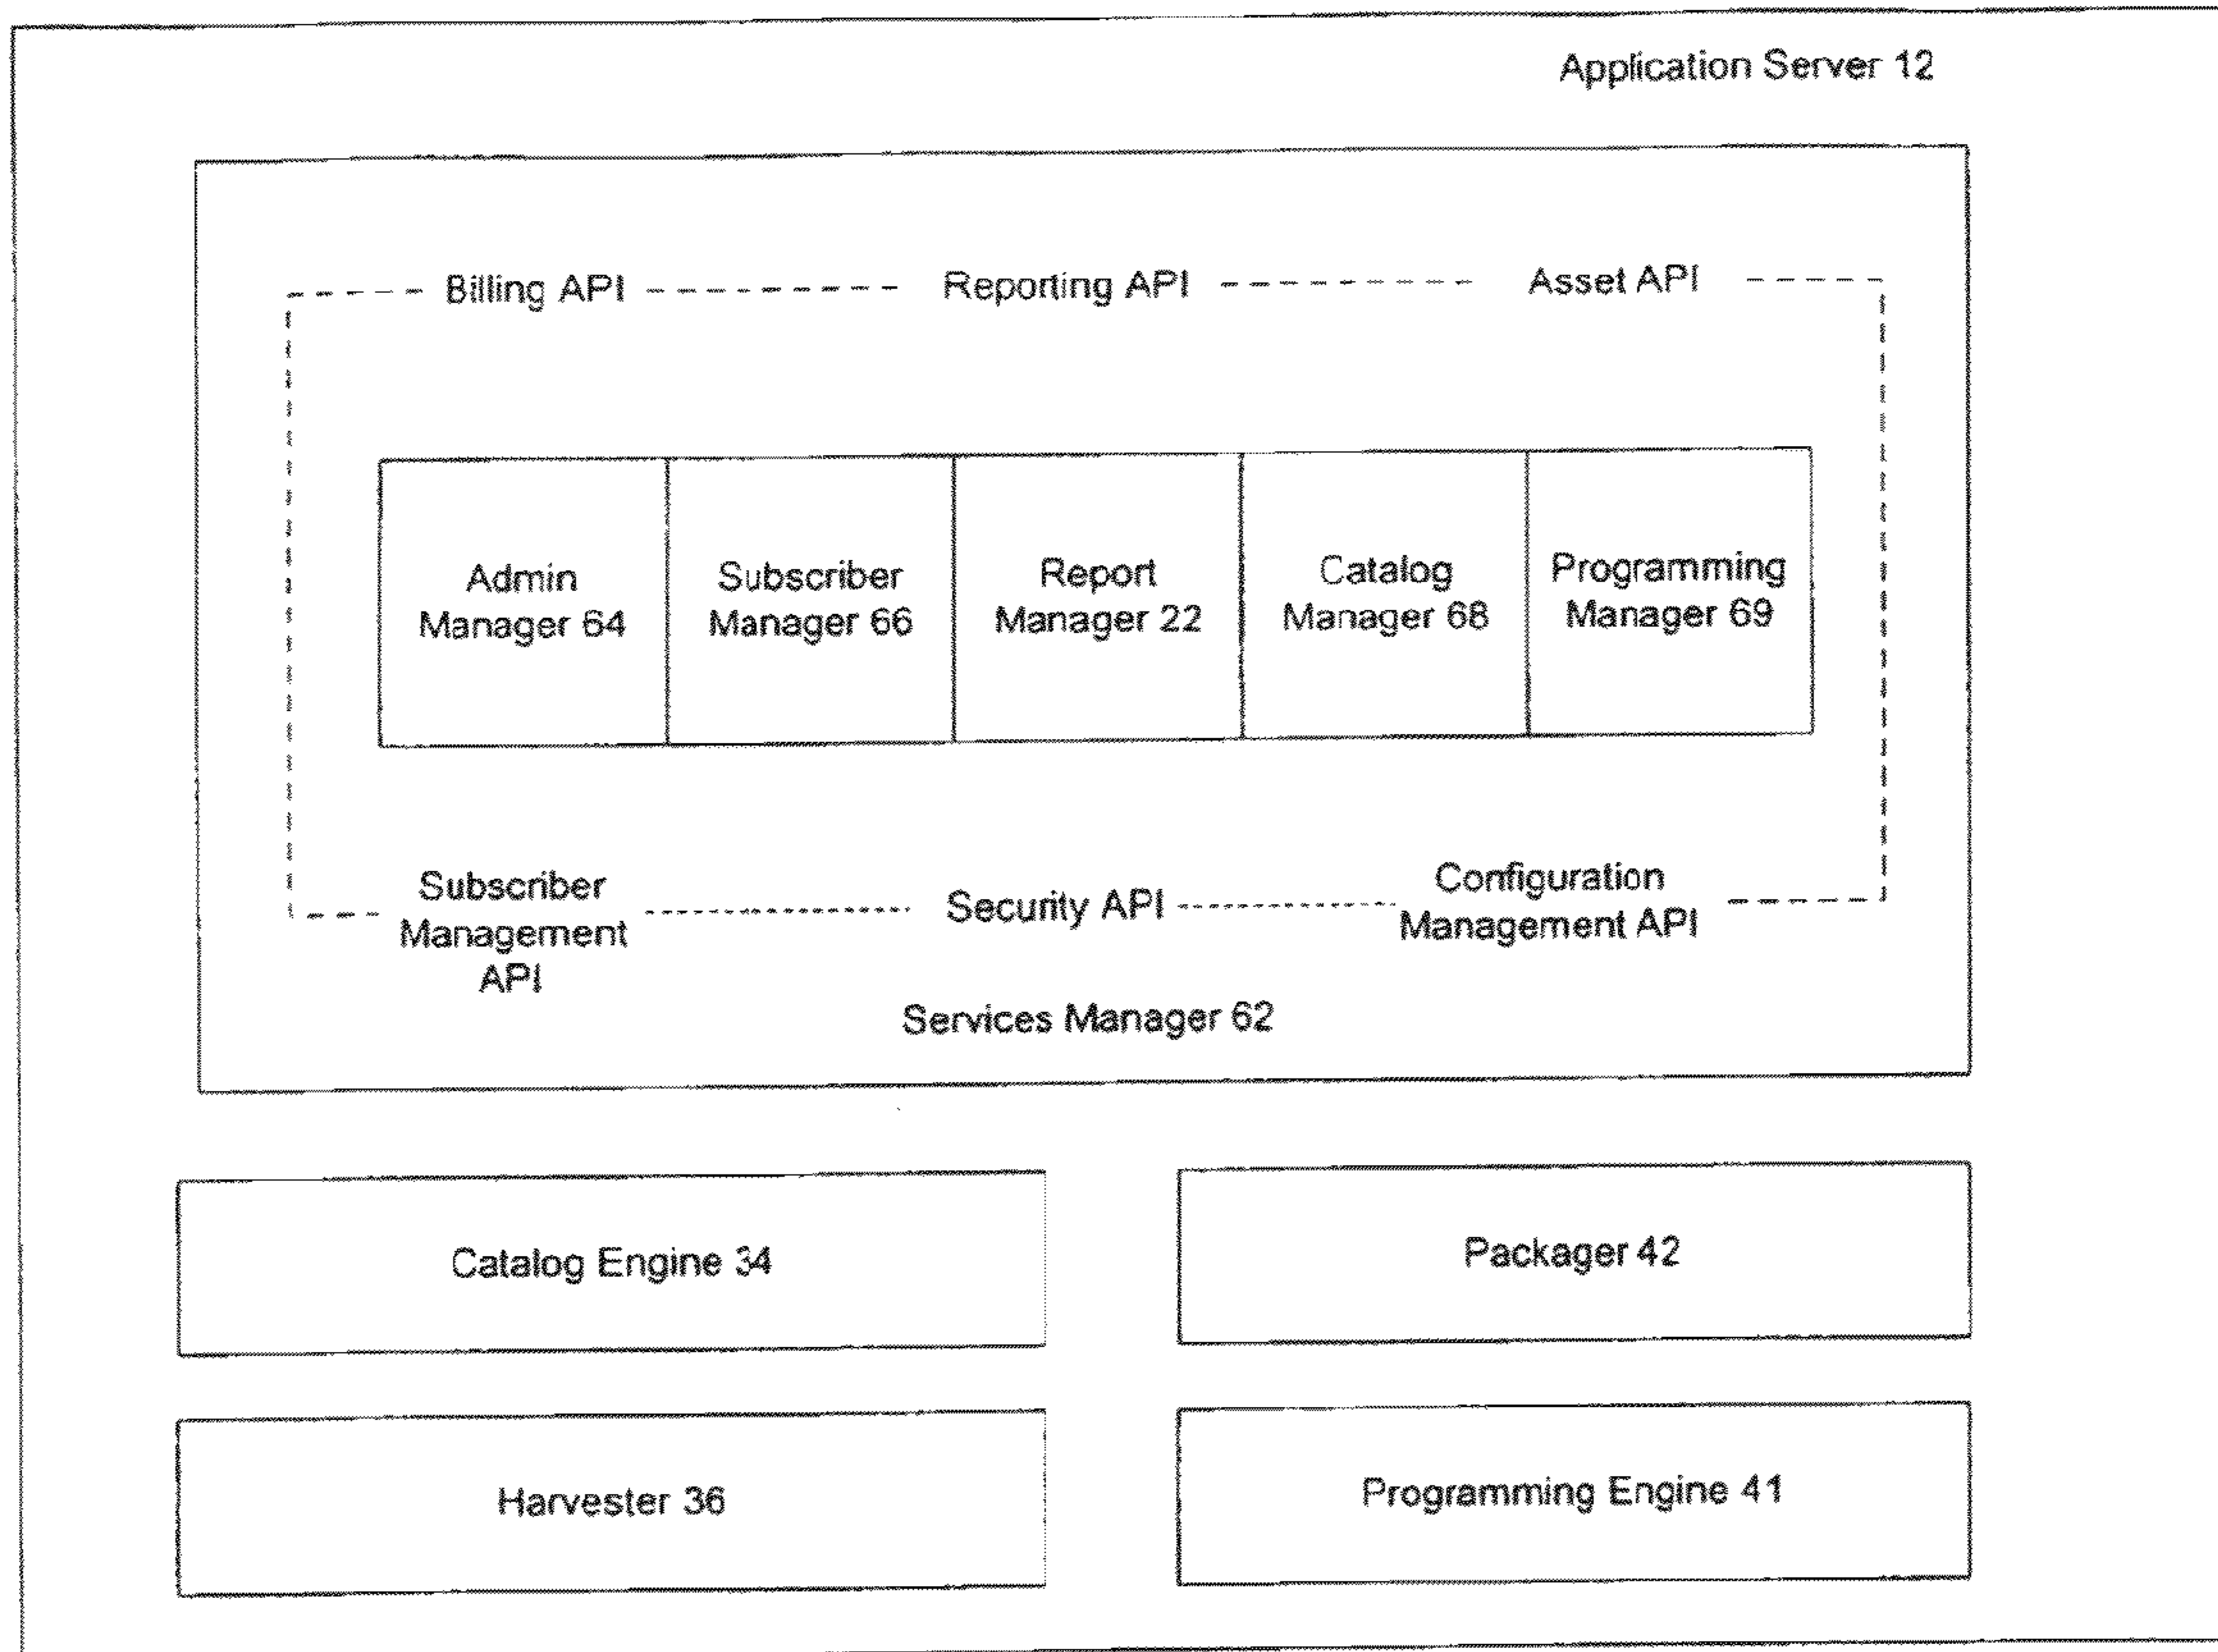 Application Server 12
Billing API
Reporting API
Asset API
Admin
Manager 64
Subscriber
Manager 66
Report
Manager 22
Catalog
Manager 68
Programming
Manager 69
Subscriber
Management
API
Security API
Configuration
Management API
Services Manager 62
Catalog Engine 34
Packager 42
Harvester 36
Programming Engine 41